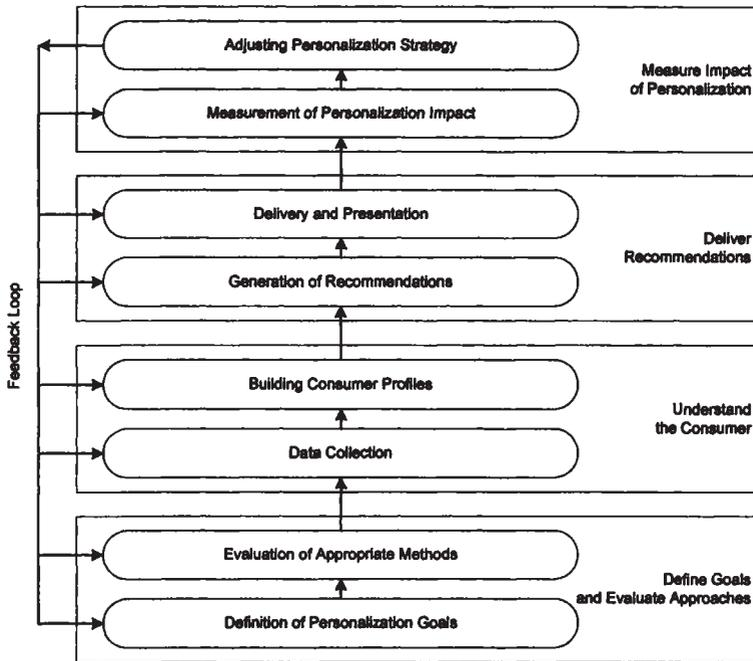 Adjusting Personalization Strategy
Measurement of Personalization Impact
Measure Impact
of Personalization
Delivery and Presentation
Generation of Recommendations
Deliver
Recommendations
Feedback Loop
Building Consumer Profiles
Data Collection
Understand
the Consumer
Evaluation of Appropriate Methods
Definition of Personalization Goals
Define Goals
and Evaluate Approaches